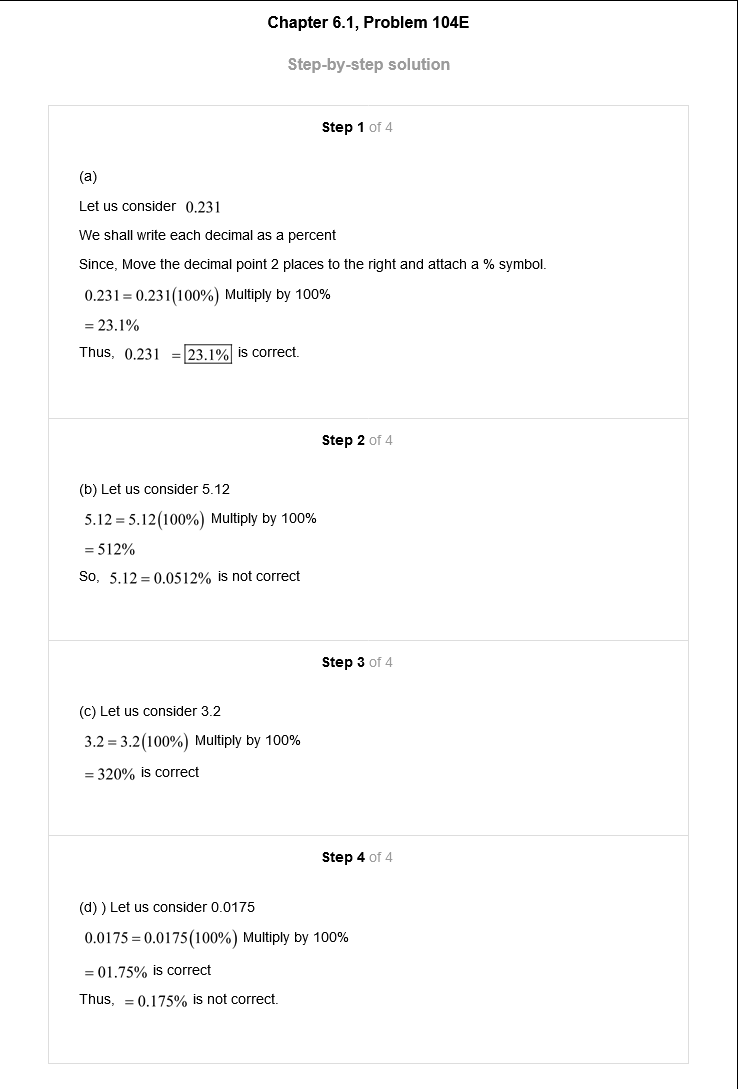 Chapter 6.1, Problem 104E
Step-by-step solution
Step 1 of 4
(a)
Let us consider 0.231
We shall write each decimal as a percent
Since, Move the decimal point 2 places to the right and attach a % symbol.
0.231 = 0.231(100%) Multiply by 100%
= 23.1%
Thus, 0.231 = 23.1% is correct.
Step 2 of 4
(b) Let us consider 5.12
5.12 = 5.12(100%) Multiply by 100%
= 512%
So, 5.12 = 0.0512% is not correct
Step 3 of 4
(c) Let us consider 3.2
3.2 = 3.2(100%) Multiply by 100%
= 320% is correct
Step 4 of 4
(d) ) Let us consider 0.0175
0.0175 = 0.0175(100%) Multiply by 100%
= 01.75% is correct
Thus, = 0.175% is not correct.